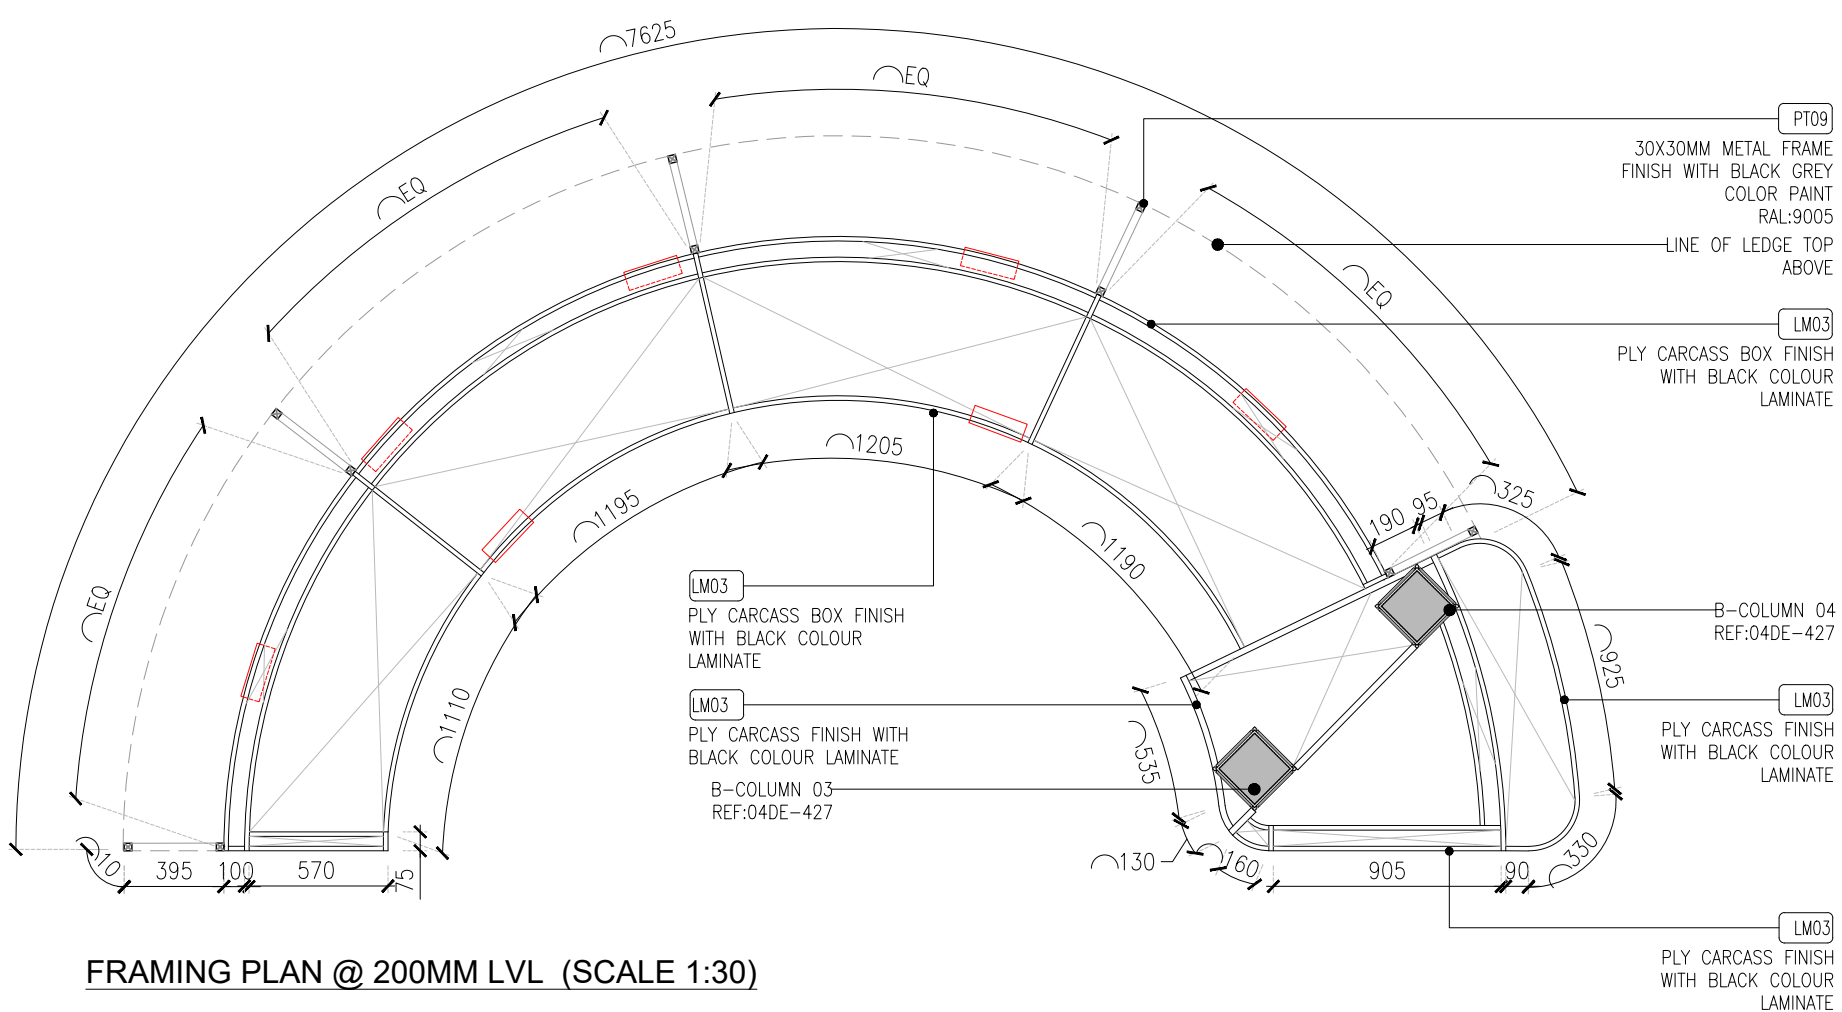 ⌒7625
⌒EQ
⌒EQ
⌒EQ
⌒EQ
PT09
30X30MM METAL FRAME
FINISH WITH BLACK GREY
COLOR PAINT
RAL:9005
LINE OF LEDGE TOP
ABOVE
LM03
PLY CARCASS BOX FINISH
WITH BLACK COLOUR
LAMINATE
⌒1205
⌒1195
⌒1190
⌒1110
190
95
⌒325
LM03
PLY CARCASS BOX FINISH
WITH BLACK COLOUR
LAMINATE
B-COLUMN 04
REF:04DE-427
⌒925
LM03
PLY CARCASS FINISH WITH
BLACK COLOUR LAMINATE
LM03
PLY CARCASS FINISH
WITH BLACK COLOUR
LAMINATE
⌒535
B-COLUMN 03
REF:04DE-427
⌒10
395
100
570
75
⌒130
⌒160
905
90
⌒330
LM03
PLY CARCASS FINISH
WITH BLACK COLOUR
LAMINATE
FRAMING PLAN @ 200MM LVL (SCALE 1:30)